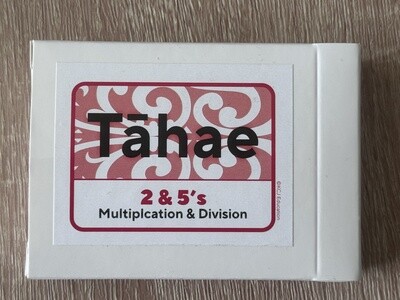 Tāhae
2 & 5's
Multiplcation & Division